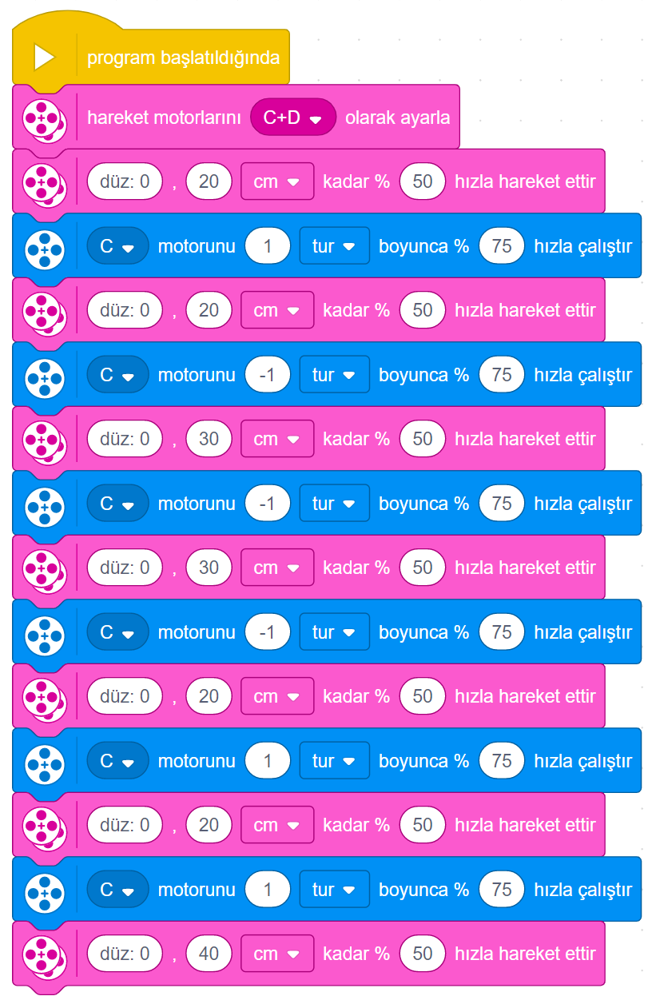 program başlatıldığında
hareket motorlarını C+D olarak ayarla
düz: 0 , 20 cm kadar % 50 hızla hareket ettir
C motorunu 1 tur boyunca % 75 hızla çalıştır
düz: 0 , 20 cm kadar % 50 hızla hareket ettir
C motorunu -1 tur boyunca % 75 hızla çalıştır
düz: 0 , 30 cm kadar % 50 hızla hareket ettir
C motorunu -1 tur boyunca % 75 hızla çalıştır
düz: 0 , 30 cm kadar % 50 hızla hareket ettir
C motorunu -1 tur boyunca % 75 hızla çalıştır
düz: 0 , 20 cm kadar % 50 hızla hareket ettir
C motorunu 1 tur boyunca % 75 hızla çalıştır
düz: 0 , 20 cm kadar % 50 hızla hareket ettir
C motorunu 1 tur boyunca % 75 hızla çalıştır
düz: 0 , 40 cm kadar % 50 hızla hareket ettir